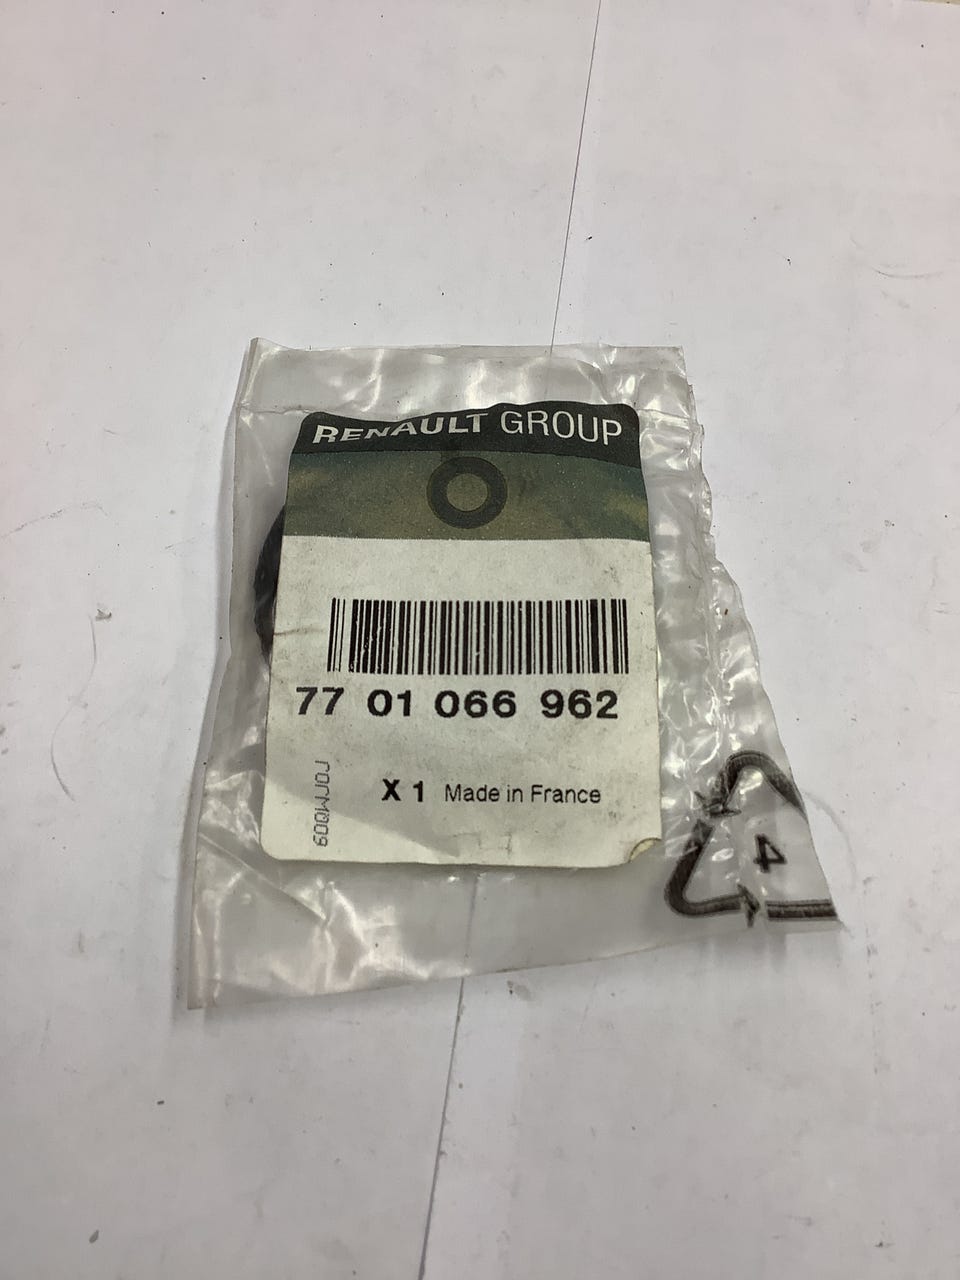 RENAULT GROUP
77 01 066 962
X 1 Made in France
4